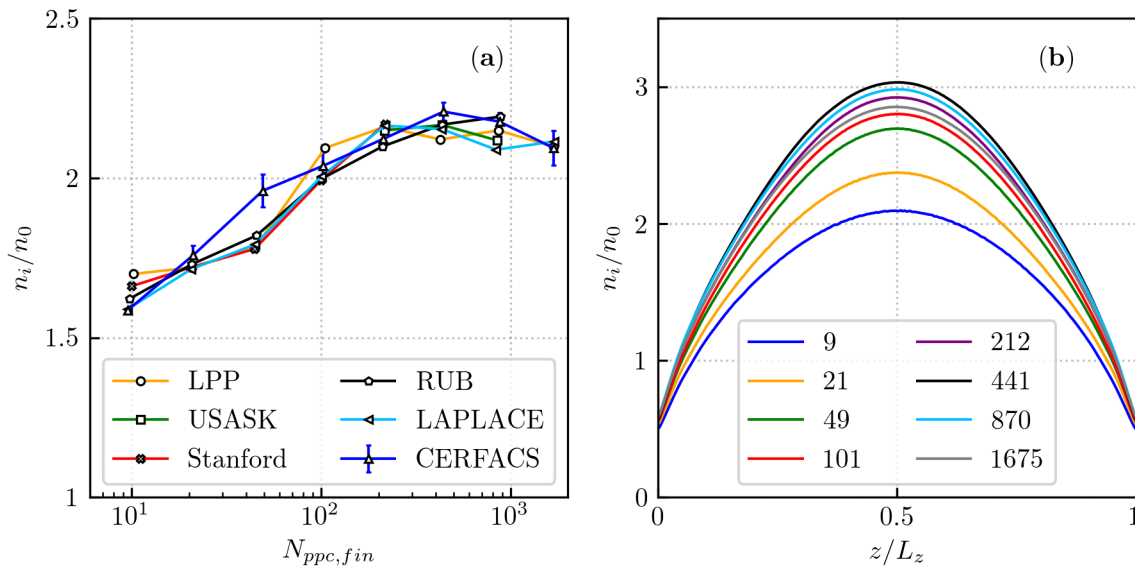 2.5
2
1.5
1
n_i/n_0
(a)
LPP
USASK
Stanford
RUB
LAPLACE
CERFACS
10^1
10^2
10^3
N_{ppc,fin}
3
2
1
0
n_i/n_0
(b)
9
21
49
101
212
441
870
1675
0
0.5
1
z/L_z